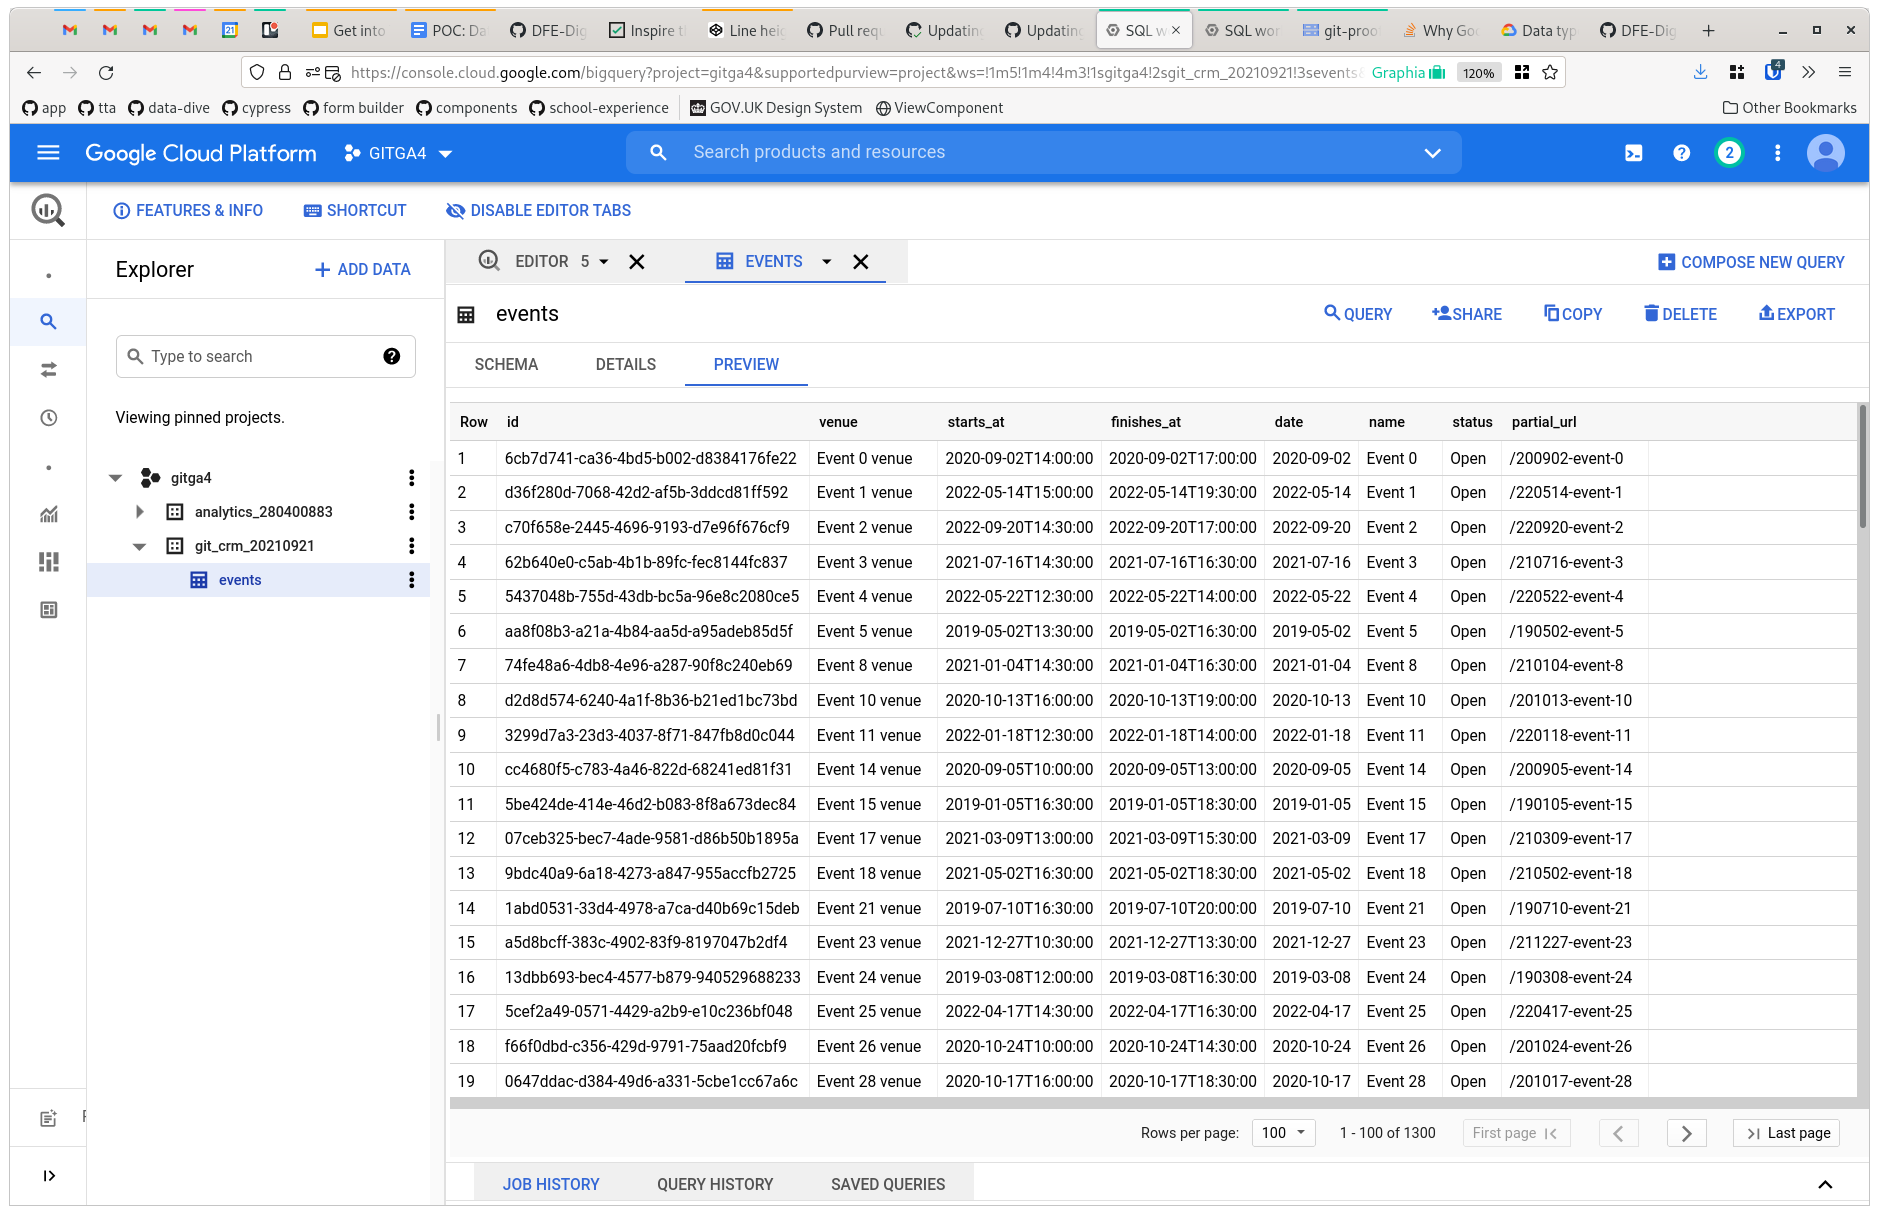 Get into
POC: Da
DFE-Dig
Inspire t
Line hei
Pull requ
Updatin
Updating
SQL w
SQL wor
git-prod
Why Goo
Data typ
DFE-Dig
https://console.cloud.google.com/bigquery?project=gitga4&supportedpurview=project&ws=!1m5!1m4!4m3!1sgitga4!2sgit_crm_20210921!3sevents
Graphia 120% 4
app tta data-dive cypress form builder components school-experience GOV.UK Design System ViewComponent Other Bookmarks
Google Cloud Platform GITGA4 Search products and resources 2
FEATURES & INFO SHORTCUT DISABLE EDITOR TABS
Explorer + ADD DATA
Type to search
Viewing pinned projects.
gitga4
analytics_280400883
git_crm_20210921
events
EDITOR 5 EVENTS COMPOSE NEW QUERY
events QUERY SHARE COPY DELETE EXPORT
SCHEMA DETAILS PREVIEW
Row id venue starts_at finishes_at date name status partial_url
1 6cb7d741-ca36-4bd5-b002-d8384176fe22 Event 0 venue 2020-09-02T14:00:00 2020-09-02T17:00:00 2020-09-02 Event 0 Open /200902-event-0
2 d36f280d-7068-42d2-af5b-3ddcd81ff592 Event 1 venue 2022-05-14T15:00:00 2022-05-14T19:30:00 2022-05-14 Event 1 Open /220514-event-1
3 c70f658e-2445-4696-9193-d7e96f676cf9 Event 2 venue 2022-09-20T14:30:00 2022-09-20T17:00:00 2022-09-20 Event 2 Open /220920-event-2
4 62b640e0-c5ab-4b1b-89fc-fec8144fc837 Event 3 venue 2021-07-16T14:30:00 2021-07-16T16:30:00 2021-07-16 Event 3 Open /210716-event-3
5 5437048b-755d-43db-bc5a-96e8c2080ce5 Event 4 venue 2022-05-22T12:30:00 2022-05-22T14:00:00 2022-05-22 Event 4 Open /220522-event-4
6 aa8f08b3-a21a-4b84-aa5d-a95adeb85d5f Event 5 venue 2019-05-02T13:30:00 2019-05-02T16:30:00 2019-05-02 Event 5 Open /190502-event-5
7 74fe48a6-4db8-4e96-a287-90f8c240eb69 Event 8 venue 2021-01-04T14:30:00 2021-01-04T16:30:00 2021-01-04 Event 8 Open /210104-event-8
8 d2d8d574-6240-4a1f-8b36-b21ed1bc73bd Event 10 venue 2020-10-13T16:00:00 2020-10-13T19:00:00 2020-10-13 Event 10 Open /201013-event-10
9 3299d7a3-23d3-4037-8f71-847fb8d0c044 Event 11 venue 2022-01-18T12:30:00 2022-01-18T14:00:00 2022-01-18 Event 11 Open /220118-event-11
10 cc4680f5-c783-4a46-822d-68241ed81f31 Event 14 venue 2020-09-05T10:00:00 2020-09-05T13:00:00 2020-09-05 Event 14 Open /200905-event-14
11 5be424de-414e-46d2-b083-8f8a673dec84 Event 15 venue 2019-01-05T16:30:00 2019-01-05T18:30:00 2019-01-05 Event 15 Open /190105-event-15
12 07ceb325-bec7-4ade-9581-d86b50b1895a Event 17 venue 2021-03-09T13:00:00 2021-03-09T15:30:00 2021-03-09 Event 17 Open /210309-event-17
13 9bdc40a9-6a18-4273-a847-955accfb2725 Event 18 venue 2021-05-02T16:30:00 2021-05-02T18:30:00 2021-05-02 Event 18 Open /210502-event-18
14 1abd0531-33d4-4978-a7ca-d40b69c15deb Event 21 venue 2019-07-10T16:30:00 2019-07-10T20:00:00 2019-07-10 Event 21 Open /190710-event-21
15 a5d8bcff-383c-4902-83f9-8197047b2df4 Event 23 venue 2021-12-27T10:30:00 2021-12-27T13:30:00 2021-12-27 Event 23 Open /211227-event-23
16 13dbb693-bec4-4577-b879-940529688233 Event 24 venue 2019-03-08T12:00:00 2019-03-08T16:30:00 2019-03-08 Event 24 Open /190308-event-24
17 5cef2a49-0571-4429-a2b9-e10c236bf048 Event 25 venue 2022-04-17T14:30:00 2022-04-17T16:30:00 2022-04-17 Event 25 Open /220417-event-25
18 f66f0dbd-c356-429d-9791-75aad20fcbf9 Event 26 venue 2020-10-24T10:00:00 2020-10-24T14:30:00 2020-10-24 Event 26 Open /201024-event-26
19 0647ddac-d384-49d6-a331-5cbe1cc67a6c Event 28 venue 2020-10-17T16:00:00 2020-10-17T18:30:00 2020-10-17 Event 28 Open /201017-event-28
Rows per page: 100 1 - 100 of 1300 First page Last page
JOB HISTORY QUERY HISTORY SAVED QUERIES